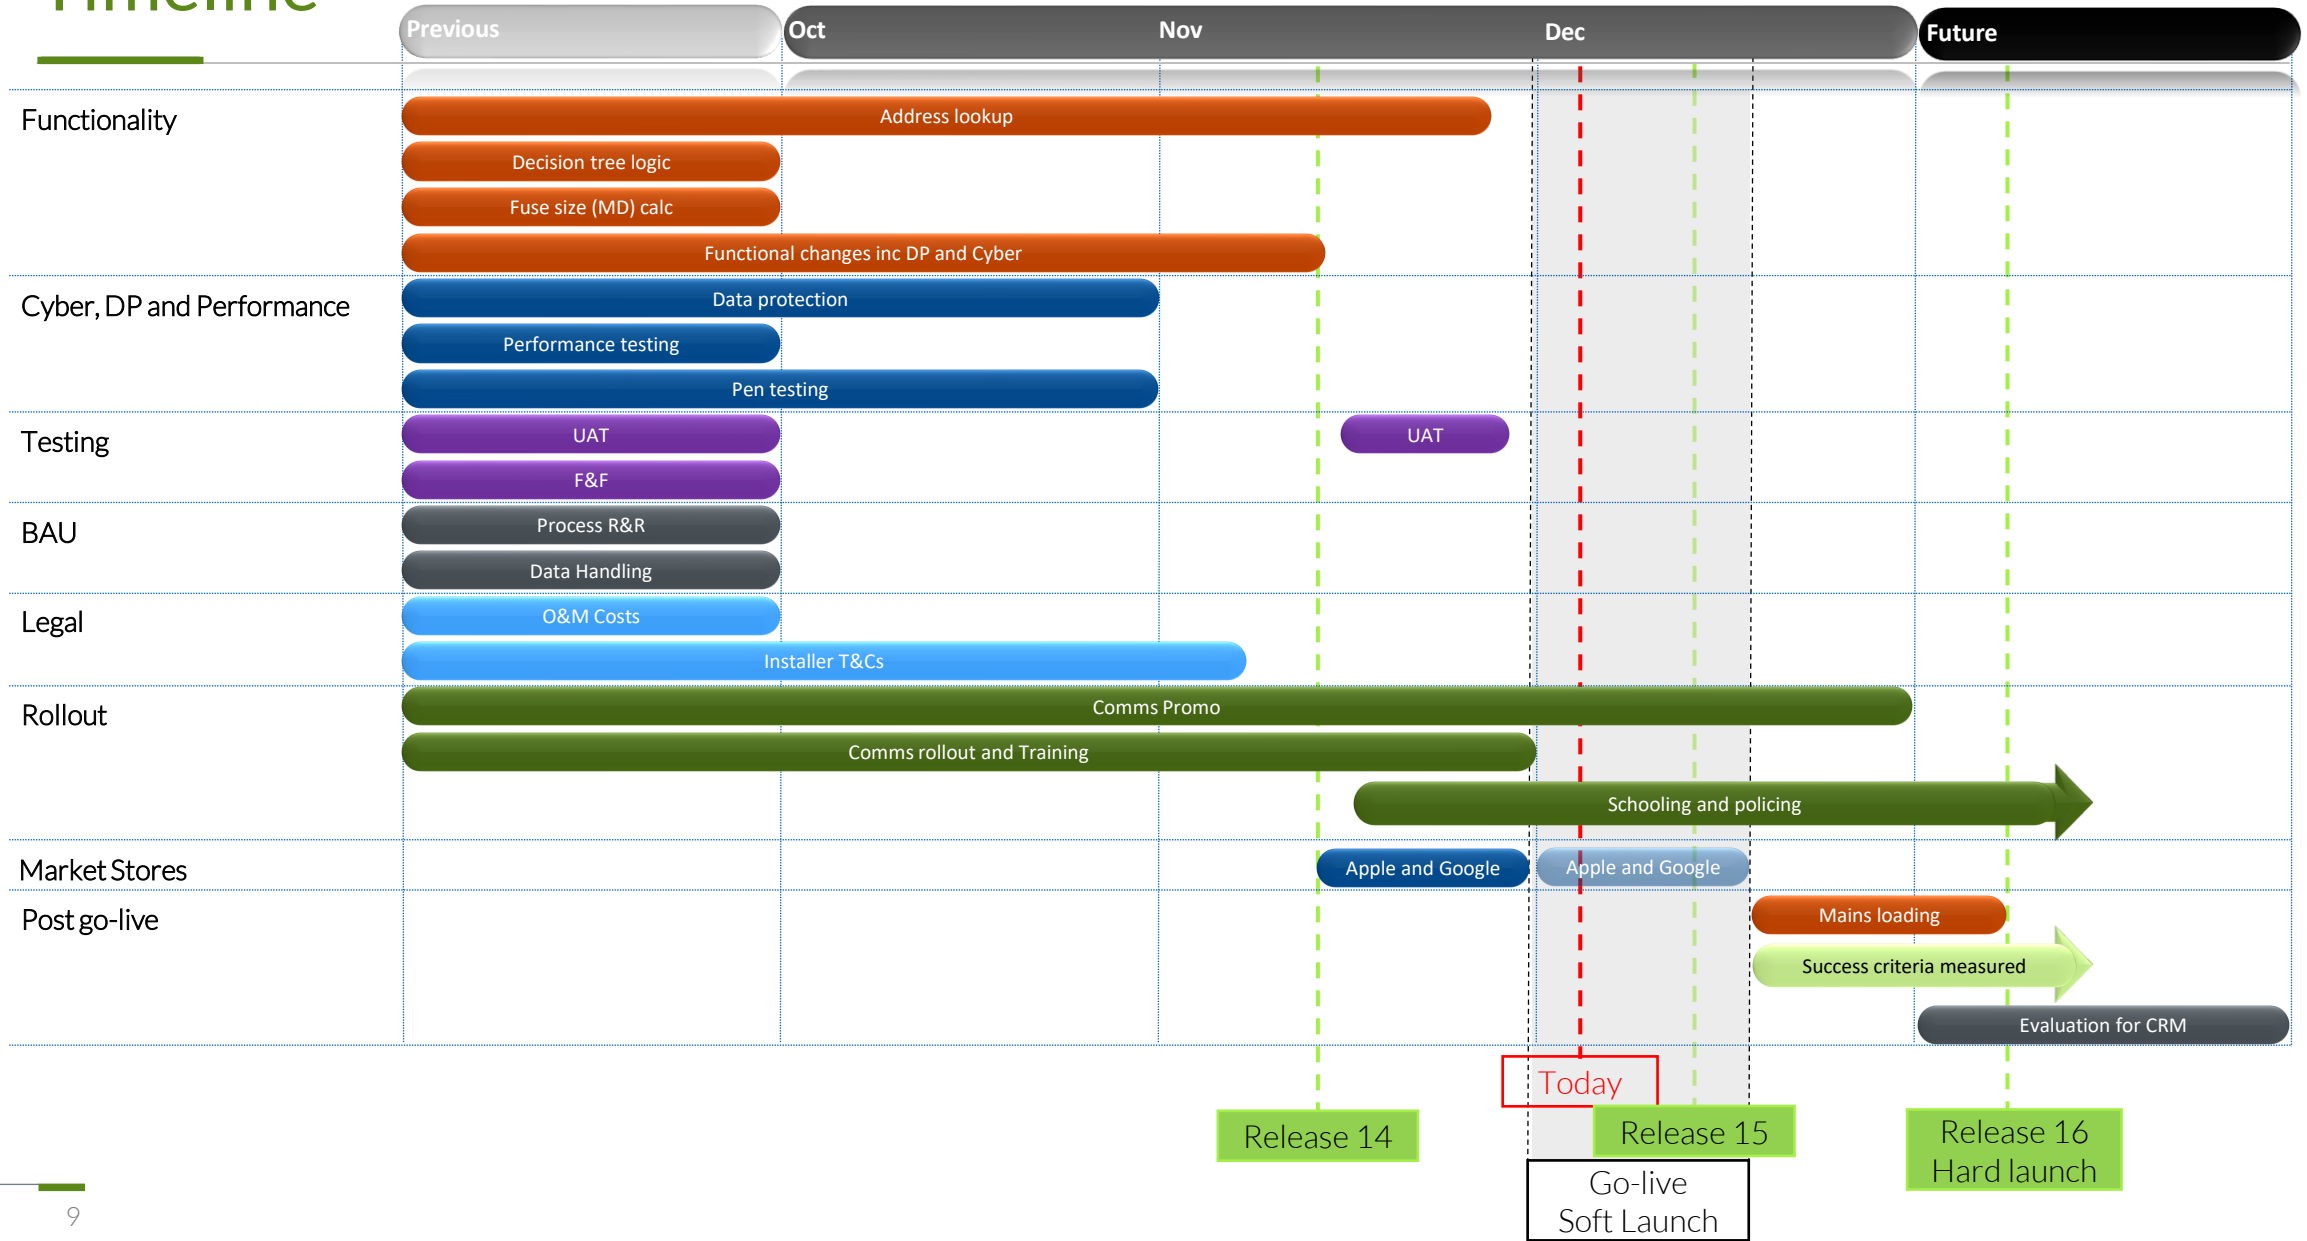 Timeline
Previous
Oct
Nov
Dec
Future
Functionality
Address lookup
Decision tree logic
Fuse size (MD) calc
Functional changes inc DP and Cyber
Cyber, DP and Performance
Data protection
Performance testing
Pen testing
Testing
UAT
UAT
F&F
BAU
Process R&R
Data Handling
Legal
O&M Costs
Installer T&Cs
Rollout
Comms Promo
Comms rollout and Training
Schooling and policing
Market Stores
Apple and Google
Apple and Google
Post go-live
Mains loading
Success criteria measured
Evaluation for CRM
Today
Release 14
Release 15
Release 16
Hard launch
Go-live
Soft Launch
9